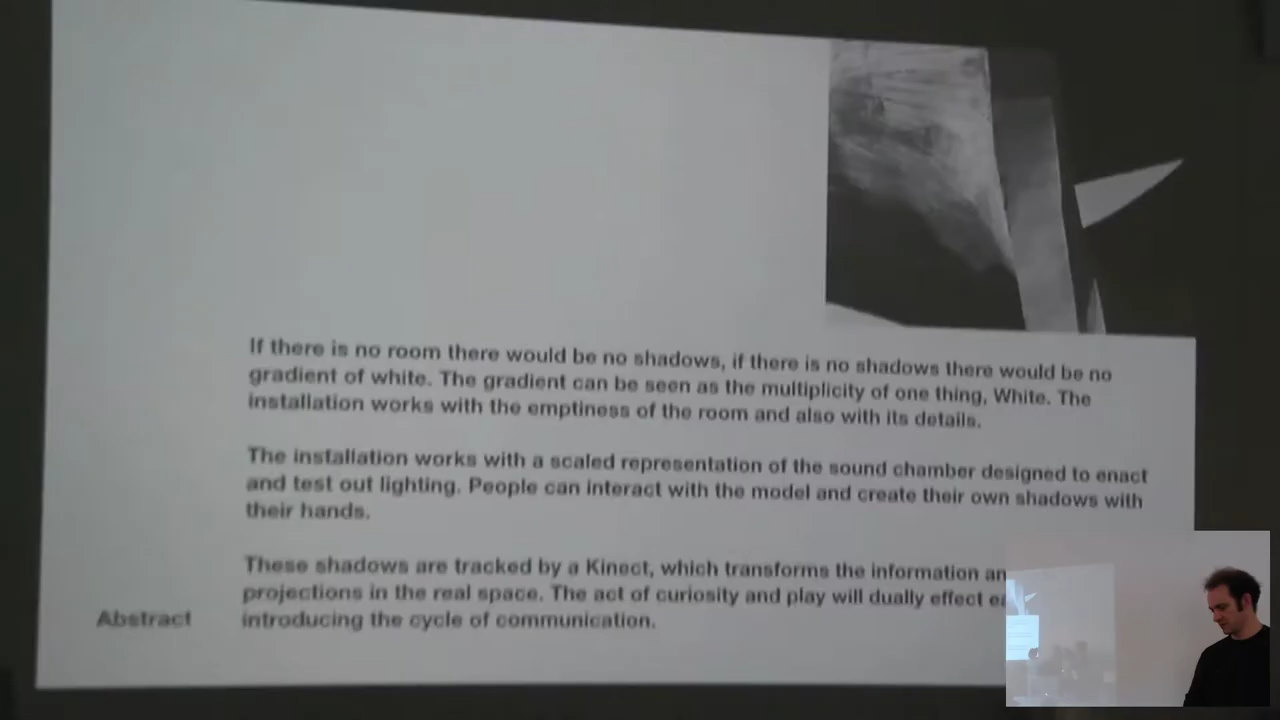 If there is no room there would be no shadows, if there is no shadows there would be no
gradient of white. The gradient can be seen as the multiplicity of one thing, White. The
installation works with the emptiness of the room and also with its details.
The installation works with a scaled representation of the sound chamber designed to enact
and test out lighting. People can interact with the model and create their own shadows with
their hands.
These shadows are tracked by a Kinect, which transforms the information an
projections in the real space. The act of curiosity and play will dually effect ea
introducing the cycle of communication.
Abstract